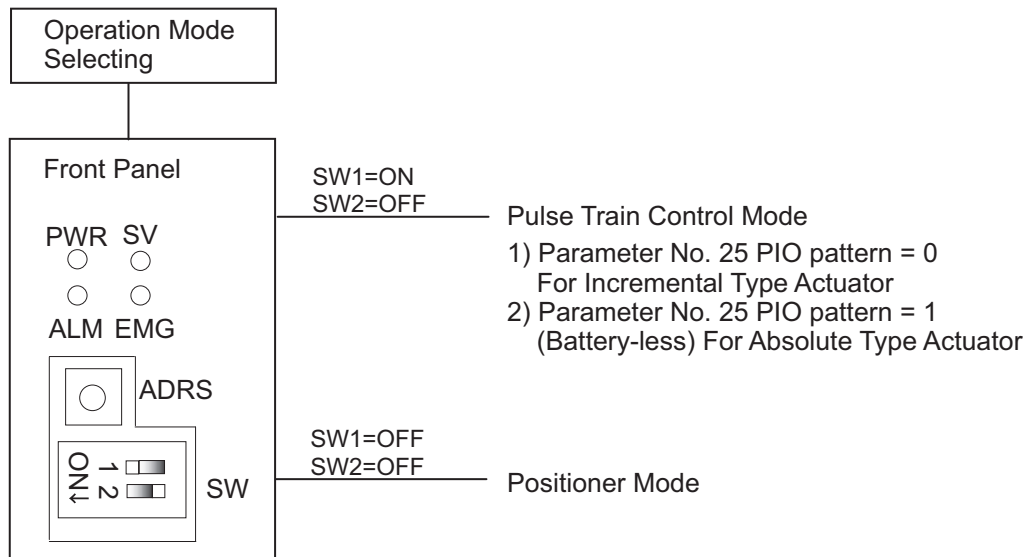 Operation Mode
Selecting
Front Panel
PWR SV
ALM EMG
ADRS
ON↓
1
2
SW
SW1=ON
SW2=OFF
Pulse Train Control Mode
1) Parameter No. 25 PIO pattern = 0
For Incremental Type Actuator
2) Parameter No. 25 PIO pattern = 1
(Battery-less) For Absolute Type Actuator
SW1=OFF
SW2=OFF
Positioner Mode